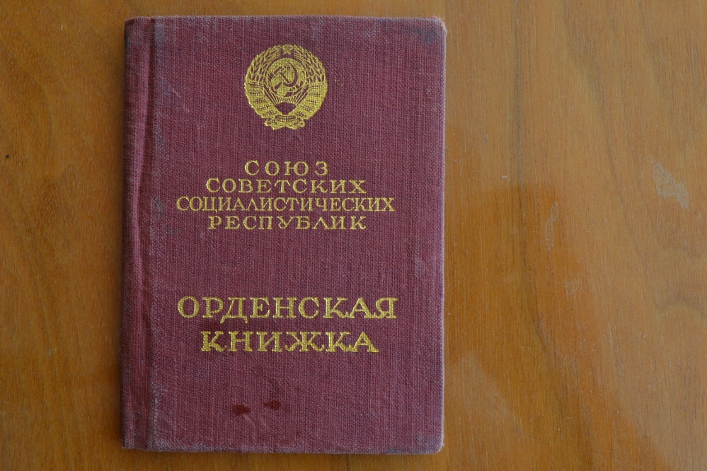 СОЮЗ
СОВЕТСКИХ
СОЦИАЛИСТИЧЕСКИХ
РЕСПУБЛИК
ОРДЕНСКАЯ
КНИЖКА